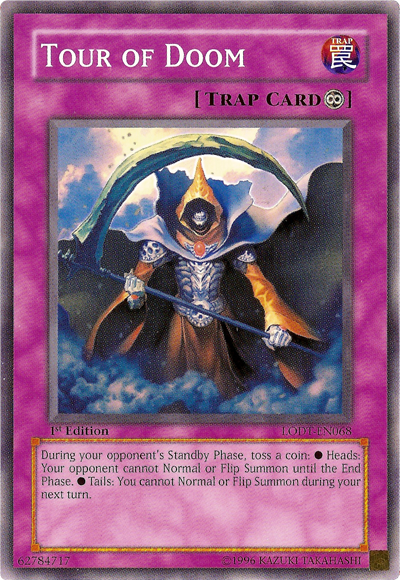 TOUR OF DOOM
TRAP
罠
[TRAP CARD∞]
1st Edition
LODT-EN068
During your opponent's Standby Phase, toss a coin: ● Heads:
Your opponent cannot Normal or Flip Summon until the End
Phase. ● Tails: You cannot Normal or Flip Summon during your
next turn.
62784717
©1996 KAZUKI TAKAHASHI